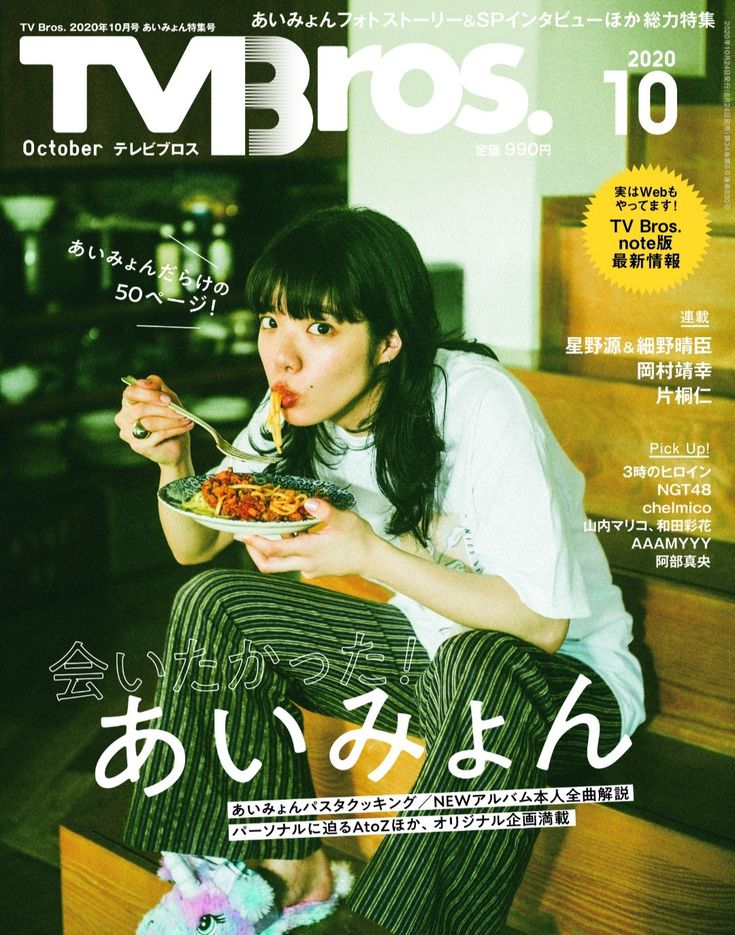 TV Bros. 2020年10月号 あいみょん特集号
あいみょんフォトストーリー&SPインタビューほか総力特集
TVBros.
2020
10
October テレビブロス
定価 990円
実はWebも
やってます!
TV Bros.
note版
最新情報
あいみょんだらけの
50ページ!
連載
星野源&細野晴臣
岡村靖幸
片桐仁
Pick Up!
3時のヒロイン
NGT48
chelmico
山内マリコ、和田彩花
AAAMYYY
阿部真央
会いたかった!
あいみょん
あいみょんパスタクッキング/NEWアルバム本人全曲解説
パーソナルに迫るAtoZほか、オリジナル企画満載